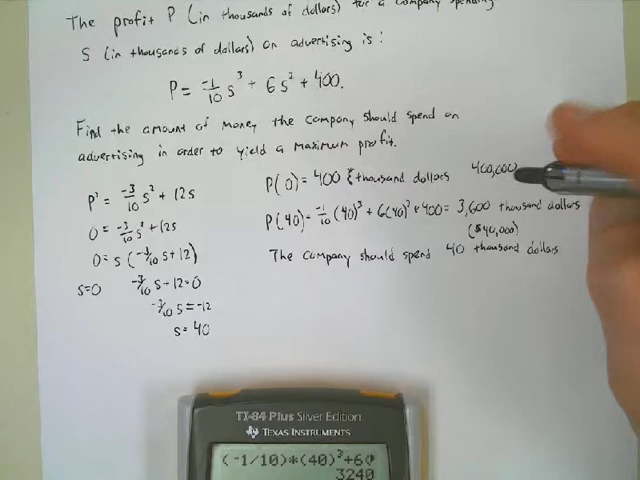 The profit P (in thousands of dollars) for a company spending
S (in thousands of dollars) on advertising is:
P = -1/10 s³ + 6s² + 400.
Find the amount of money the company should spend on
advertising in order to yield a maximum profit.
P' = -3/10 s² + 12s
0 = -3/10 s² + 12s
0 = s (-3/10 s + 12)
s=0 -3/10 s + 12 = 0
-3/10 s = -12
s = 40
P(0) = 400 thousand dollars 400,000
P(40) = -1/10 (40)³ + 6(40)² + 400 = 3,600 thousand dollars
($40,000)
The company should spend 40 thousand dollars
TI-84 Plus Silver Edition
TEXAS INSTRUMENTS
(-1/10)*(40)³+6(
3240